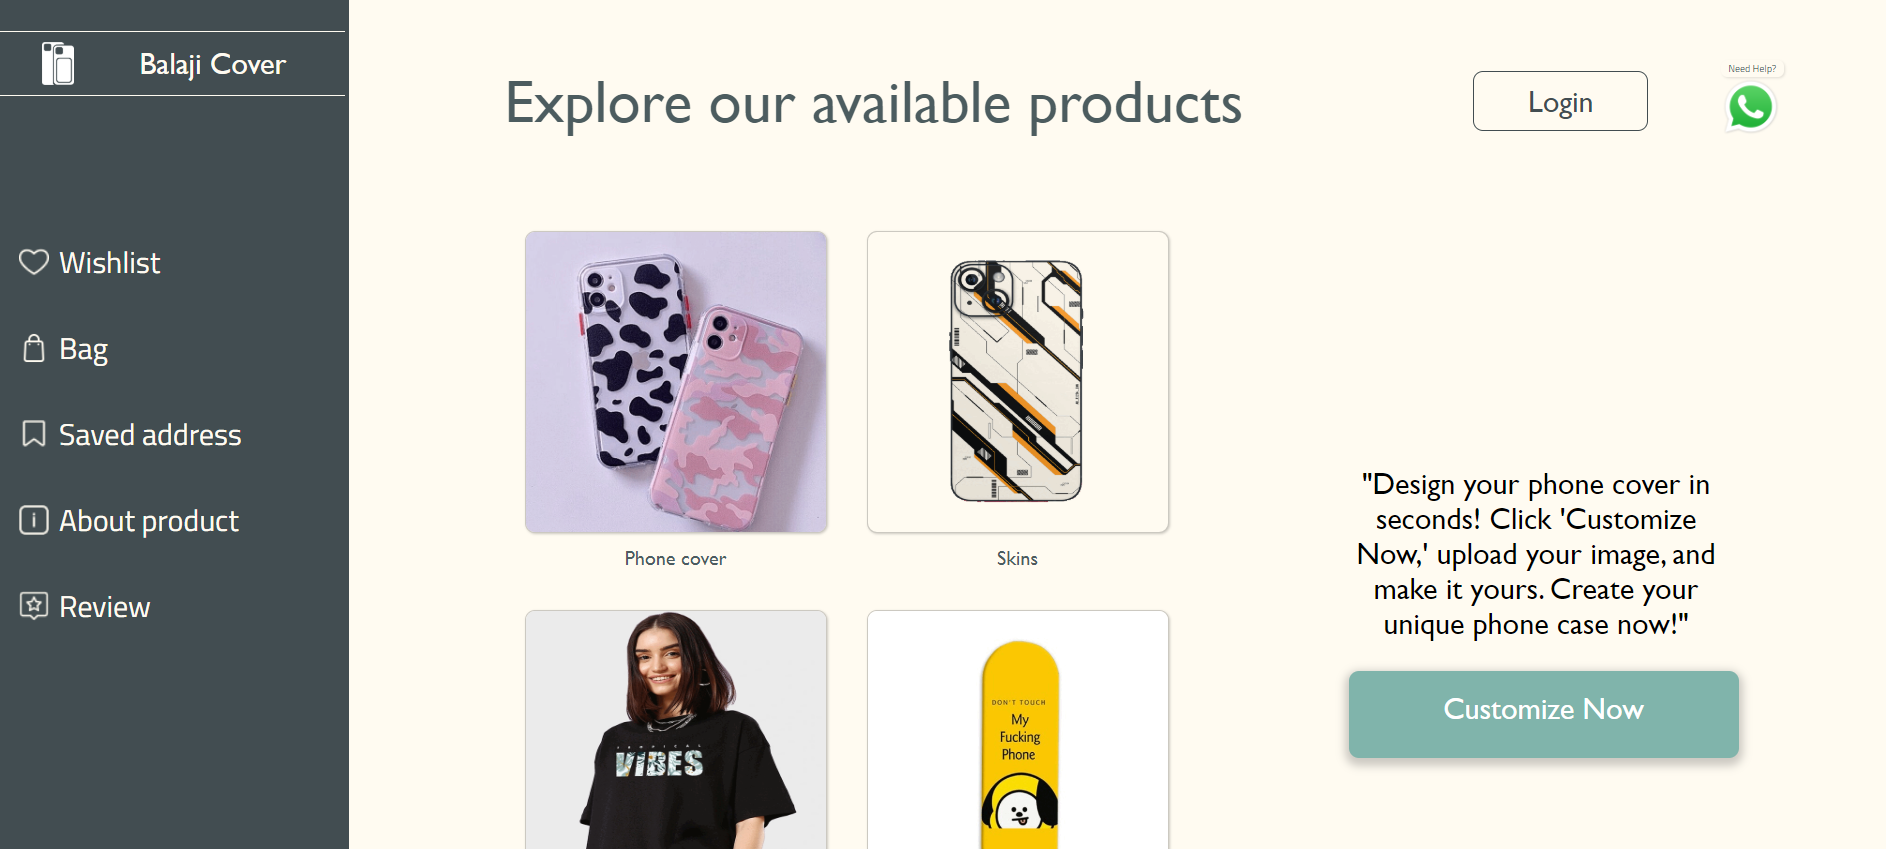 Balaji Cover
Wishlist
Bag
Saved address
About product
Review
Explore our available products
Login
Need Help?
Phone cover
Skins
TROPICAL
VIBES
DON'T TOUCH
My
Fucking
Phone
"Design your phone cover in
seconds! Click 'Customize
Now,' upload your image, and
make it yours. Create your
unique phone case now!"
Customize Now